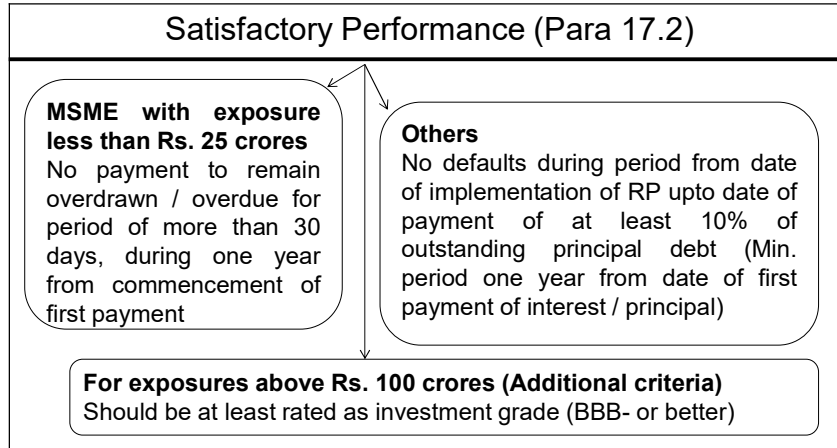 Satisfactory Performance (Para 17.2)
MSME with exposure
less than Rs. 25 crores
No payment to remain
overdrawn / overdue for
period of more than 30
days, during one year
from commencement of
first payment
Others
No defaults during period from date
of implementation of RP upto date of
payment of at least 10% of
outstanding principal debt (Min.
period one year from date of first
payment of interest / principal)
For exposures above Rs. 100 crores (Additional criteria)
Should be at least rated as investment grade (BBB- or better)